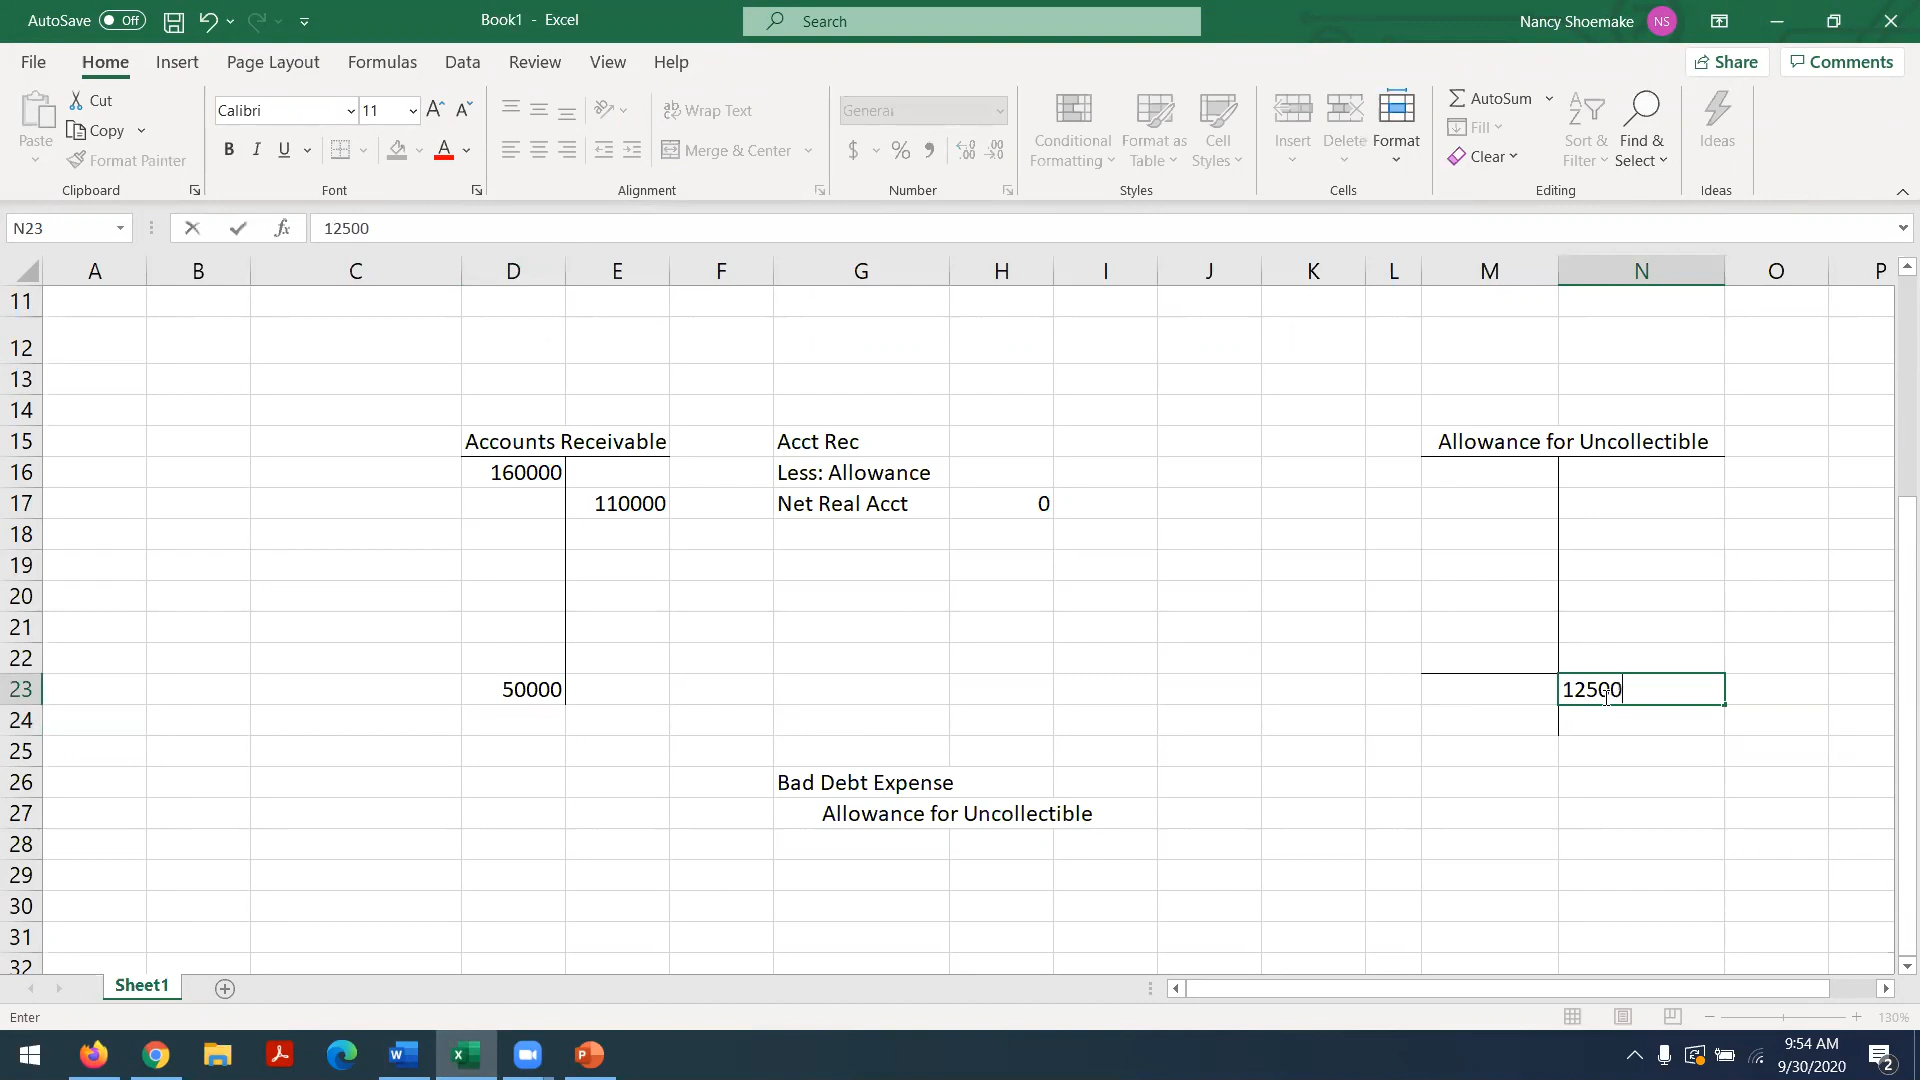 AutoSave Off
Book1 - Excel
Search
Nancy Shoemake NS
File Home Insert Page Layout Formulas Data Review View Help
Share Comments
Paste
Cut
Copy
Format Painter
Clipboard
Calibri 11
B I U
Font
Wrap Text
Merge & Center
Alignment
General
$ %
Number
Conditional Formatting
Format as Table
Cell Styles
Styles
Insert Delete Format
Cells
AutoSum
Fill
Clear
Sort & Filter
Find & Select
Editing
Ideas
Ideas
N23 fx 12500
A B C D E F G H I J K L M N O P
11
12
13
14
15 Accounts Receivable Acct Rec Allowance for Uncollectible
16 160000 Less: Allowance
17 110000 Net Real Acct 0
18
19
20
21
22
23 50000 12500
24
25
26 Bad Debt Expense
27 Allowance for Uncollectible
28
29
30
31
32
Sheet1
Enter 130%
9:54 AM
9/30/2020
2